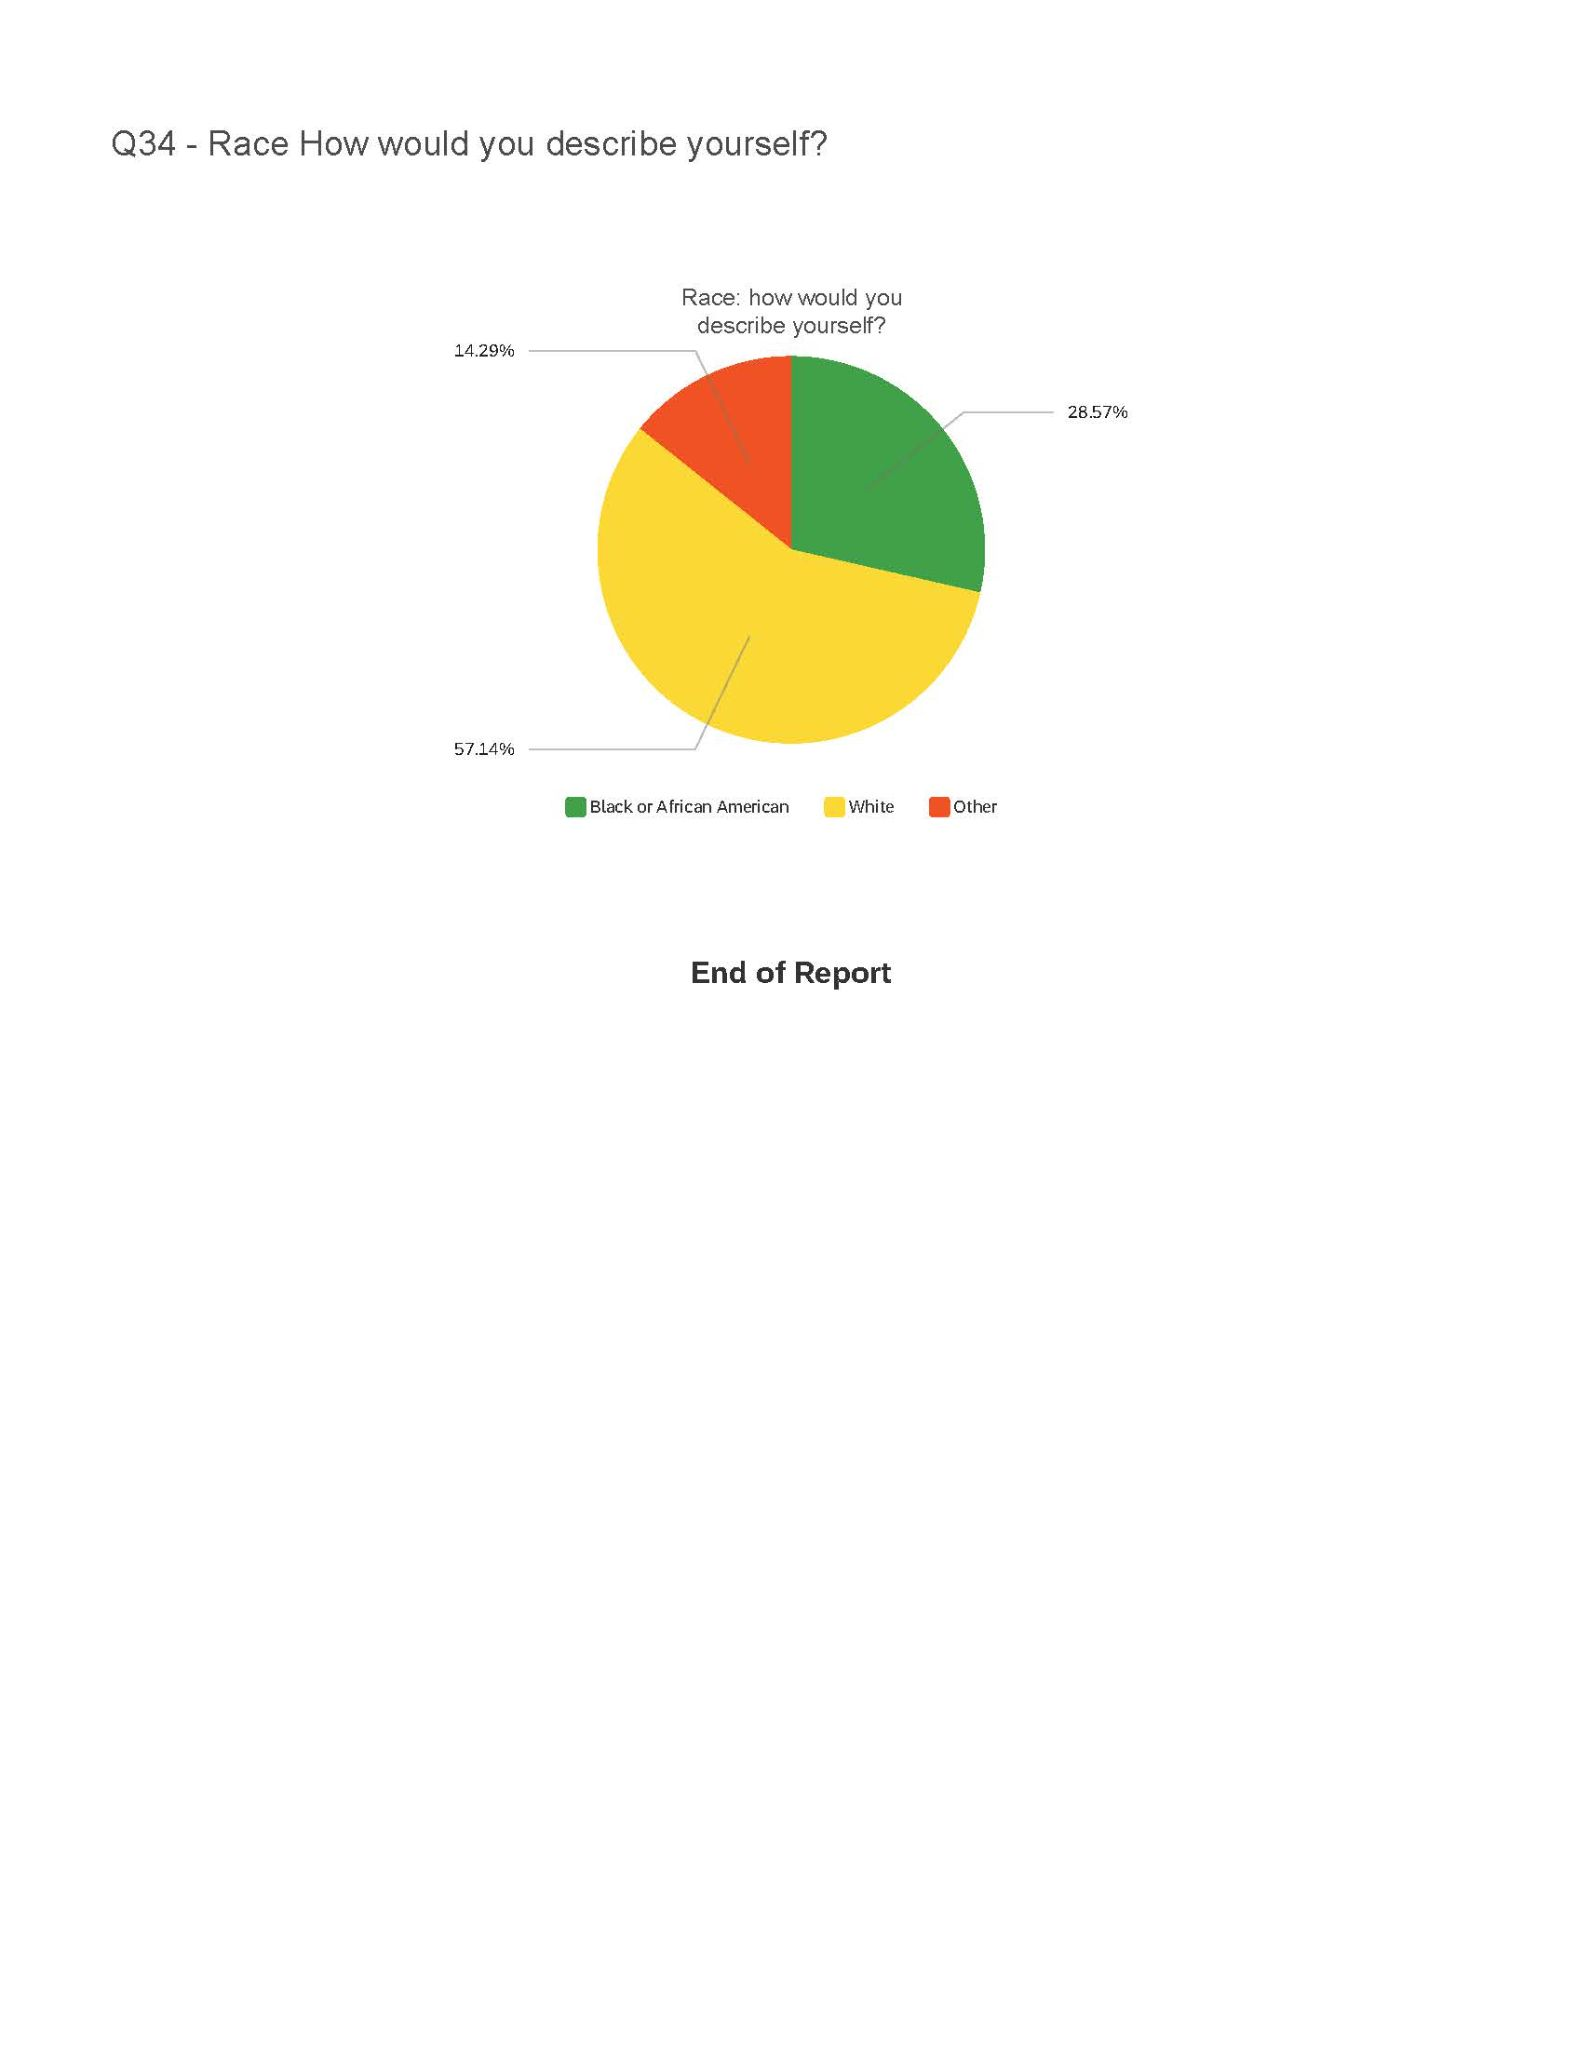 Q34 - Race How would you describe yourself?
Race: how would you
describe yourself?
14.29%
28.57%
57.14%
Black or African American
White
Other
End of Report